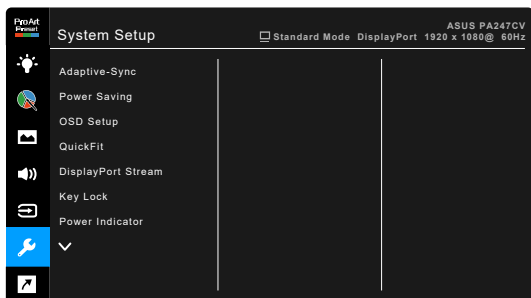 ProArt
Preset
System Setup
ASUS PA247CV
Standard Mode DisplayPort 1920 x 1080@ 60Hz
Adaptive-Sync
Power Saving
OSD Setup
QuickFit
DisplayPort Stream
Key Lock
Power Indicator